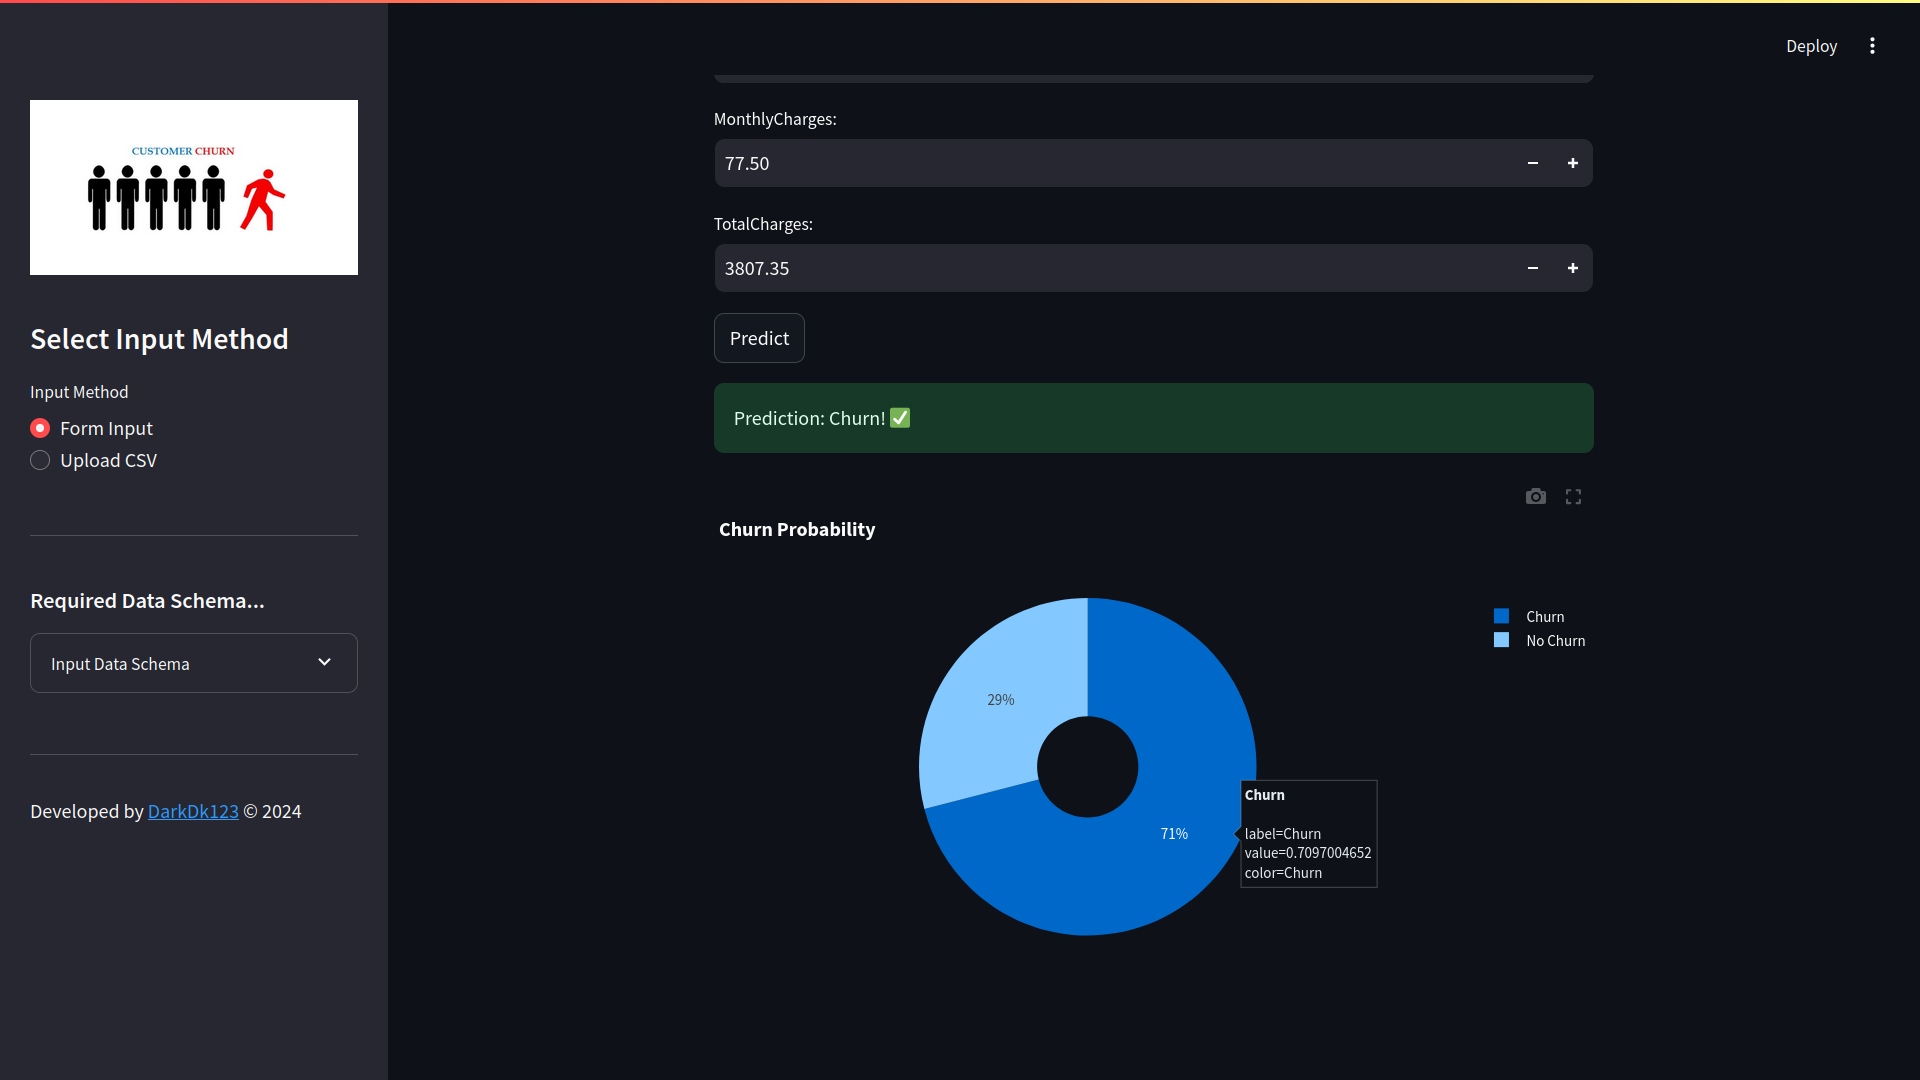 Deploy
CUSTOMER CHURN
Select Input Method
Input Method
Form Input
Upload CSV
Required Data Schema...
Input Data Schema
Developed by DarkDk123 © 2024
MonthlyCharges:
77.50
TotalCharges:
3807.35
Predict
Prediction: Churn! ✅
Churn Probability
Churn
No Churn
29%
71%
Churn
label=Churn
value=0.7097004652
color=Churn